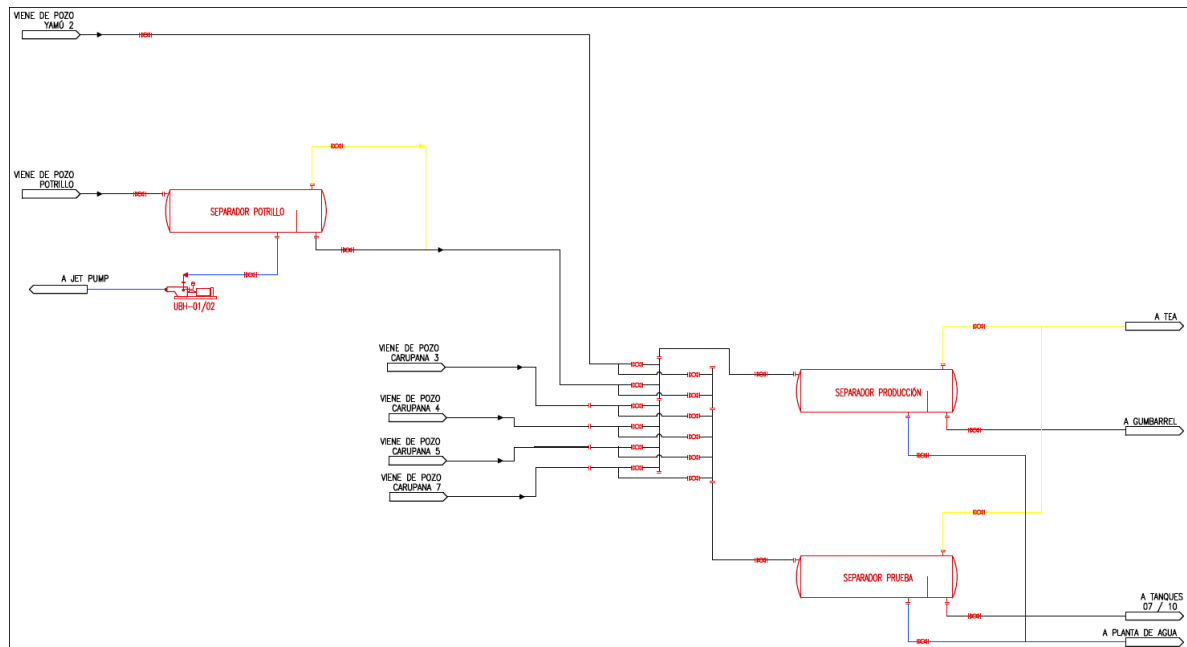 VIENE DE POZO
YAMÚ 2
VIENE DE POZO
POTRILLO
SEPARADOR POTRILLO
A JET PUMP
UBH-01/02
VIENE DE POZO
CARUPANA 3
VIENE DE POZO
CARUPANA 4
VIENE DE POZO
CARUPANA 5
VIENE DE POZO
CARUPANA 7
A TEA
SEPARADOR PRODUCCIÓN
A GUMBARREL
SEPARADOR PRUEBA
A TANQUES
07 / 10
A PLANTA DE AGUA